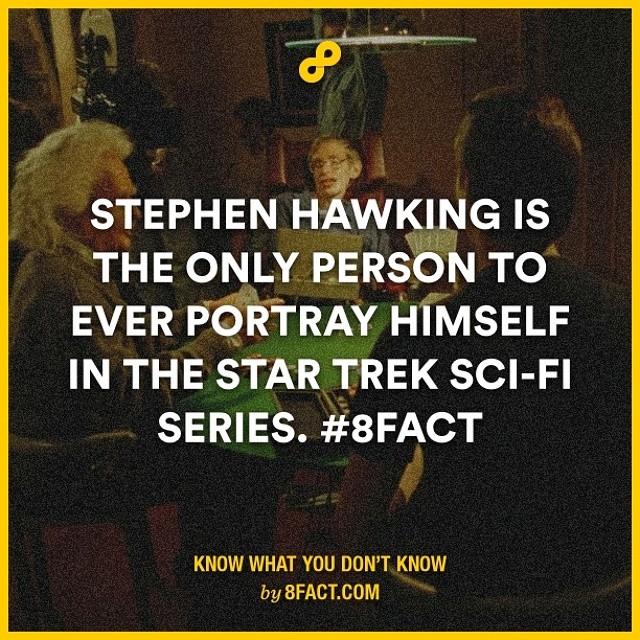 STEPHEN HAWKING IS
THE ONLY PERSON TO
EVER PORTRAY HIMSELF
IN THE STAR TREK SCI-FI
SERIES. #8FACT
KNOW WHAT YOU DON'T KNOW
by 8FACT.COM